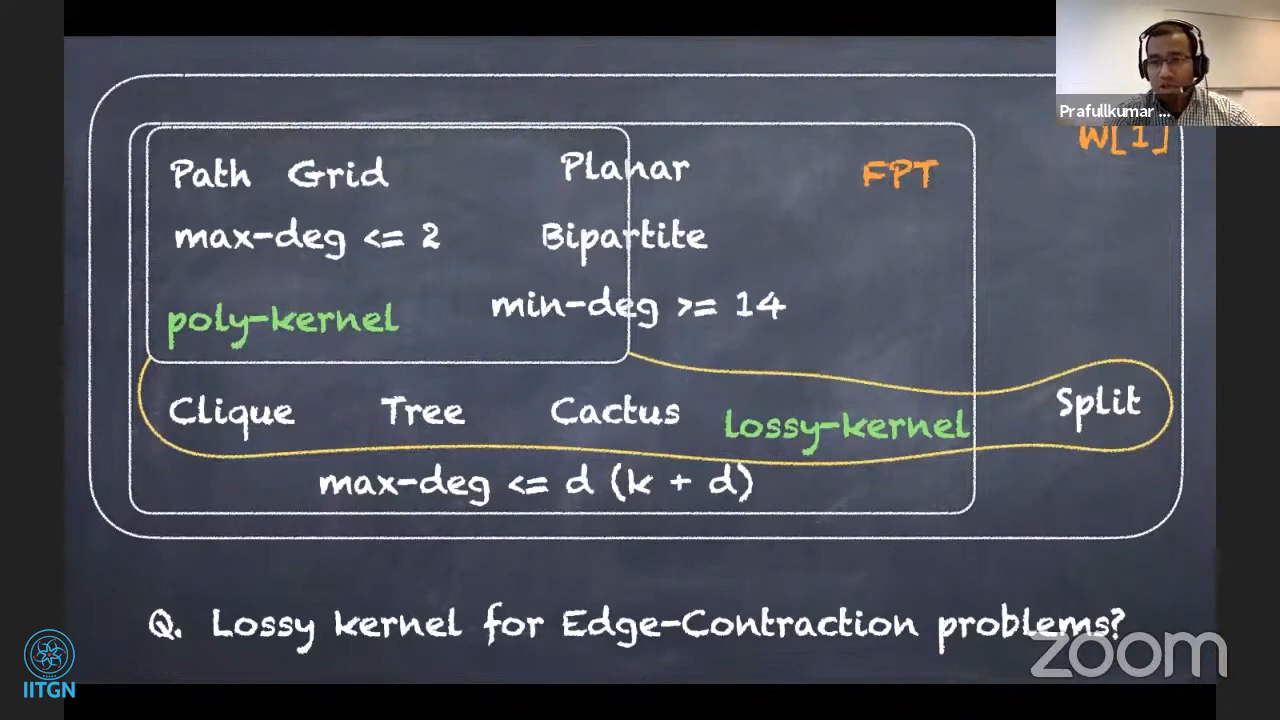 Prafullkumar ...
W[1]
Path Grid
Planar
FPT
max-deg <= 2
Bipartite
poly-kernel
min-deg >= 14
Clique
Tree
Cactus
lossy-kernel
Split
max-deg <= d (k + d)
Q. Lossy kernel for Edge-Contraction problems?
zoom
IITGN